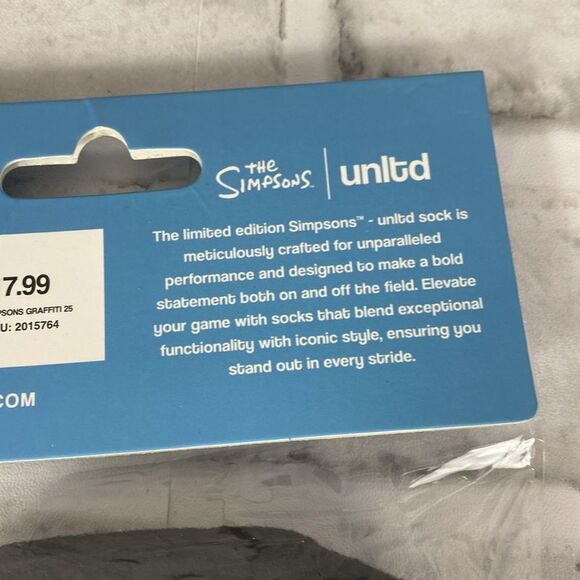 THE
SIMPSONS™ | unltd
The limited edition Simpsons™ - unltd sock is
meticulously crafted for unparalleled
performance and designed to make a bold
statement both on and off the field. Elevate
your game with socks that blend exceptional
functionality with iconic style, ensuring you
stand out in every stride.
7.99
PSONS GRAFFITI 25
U: 2015764
.COM